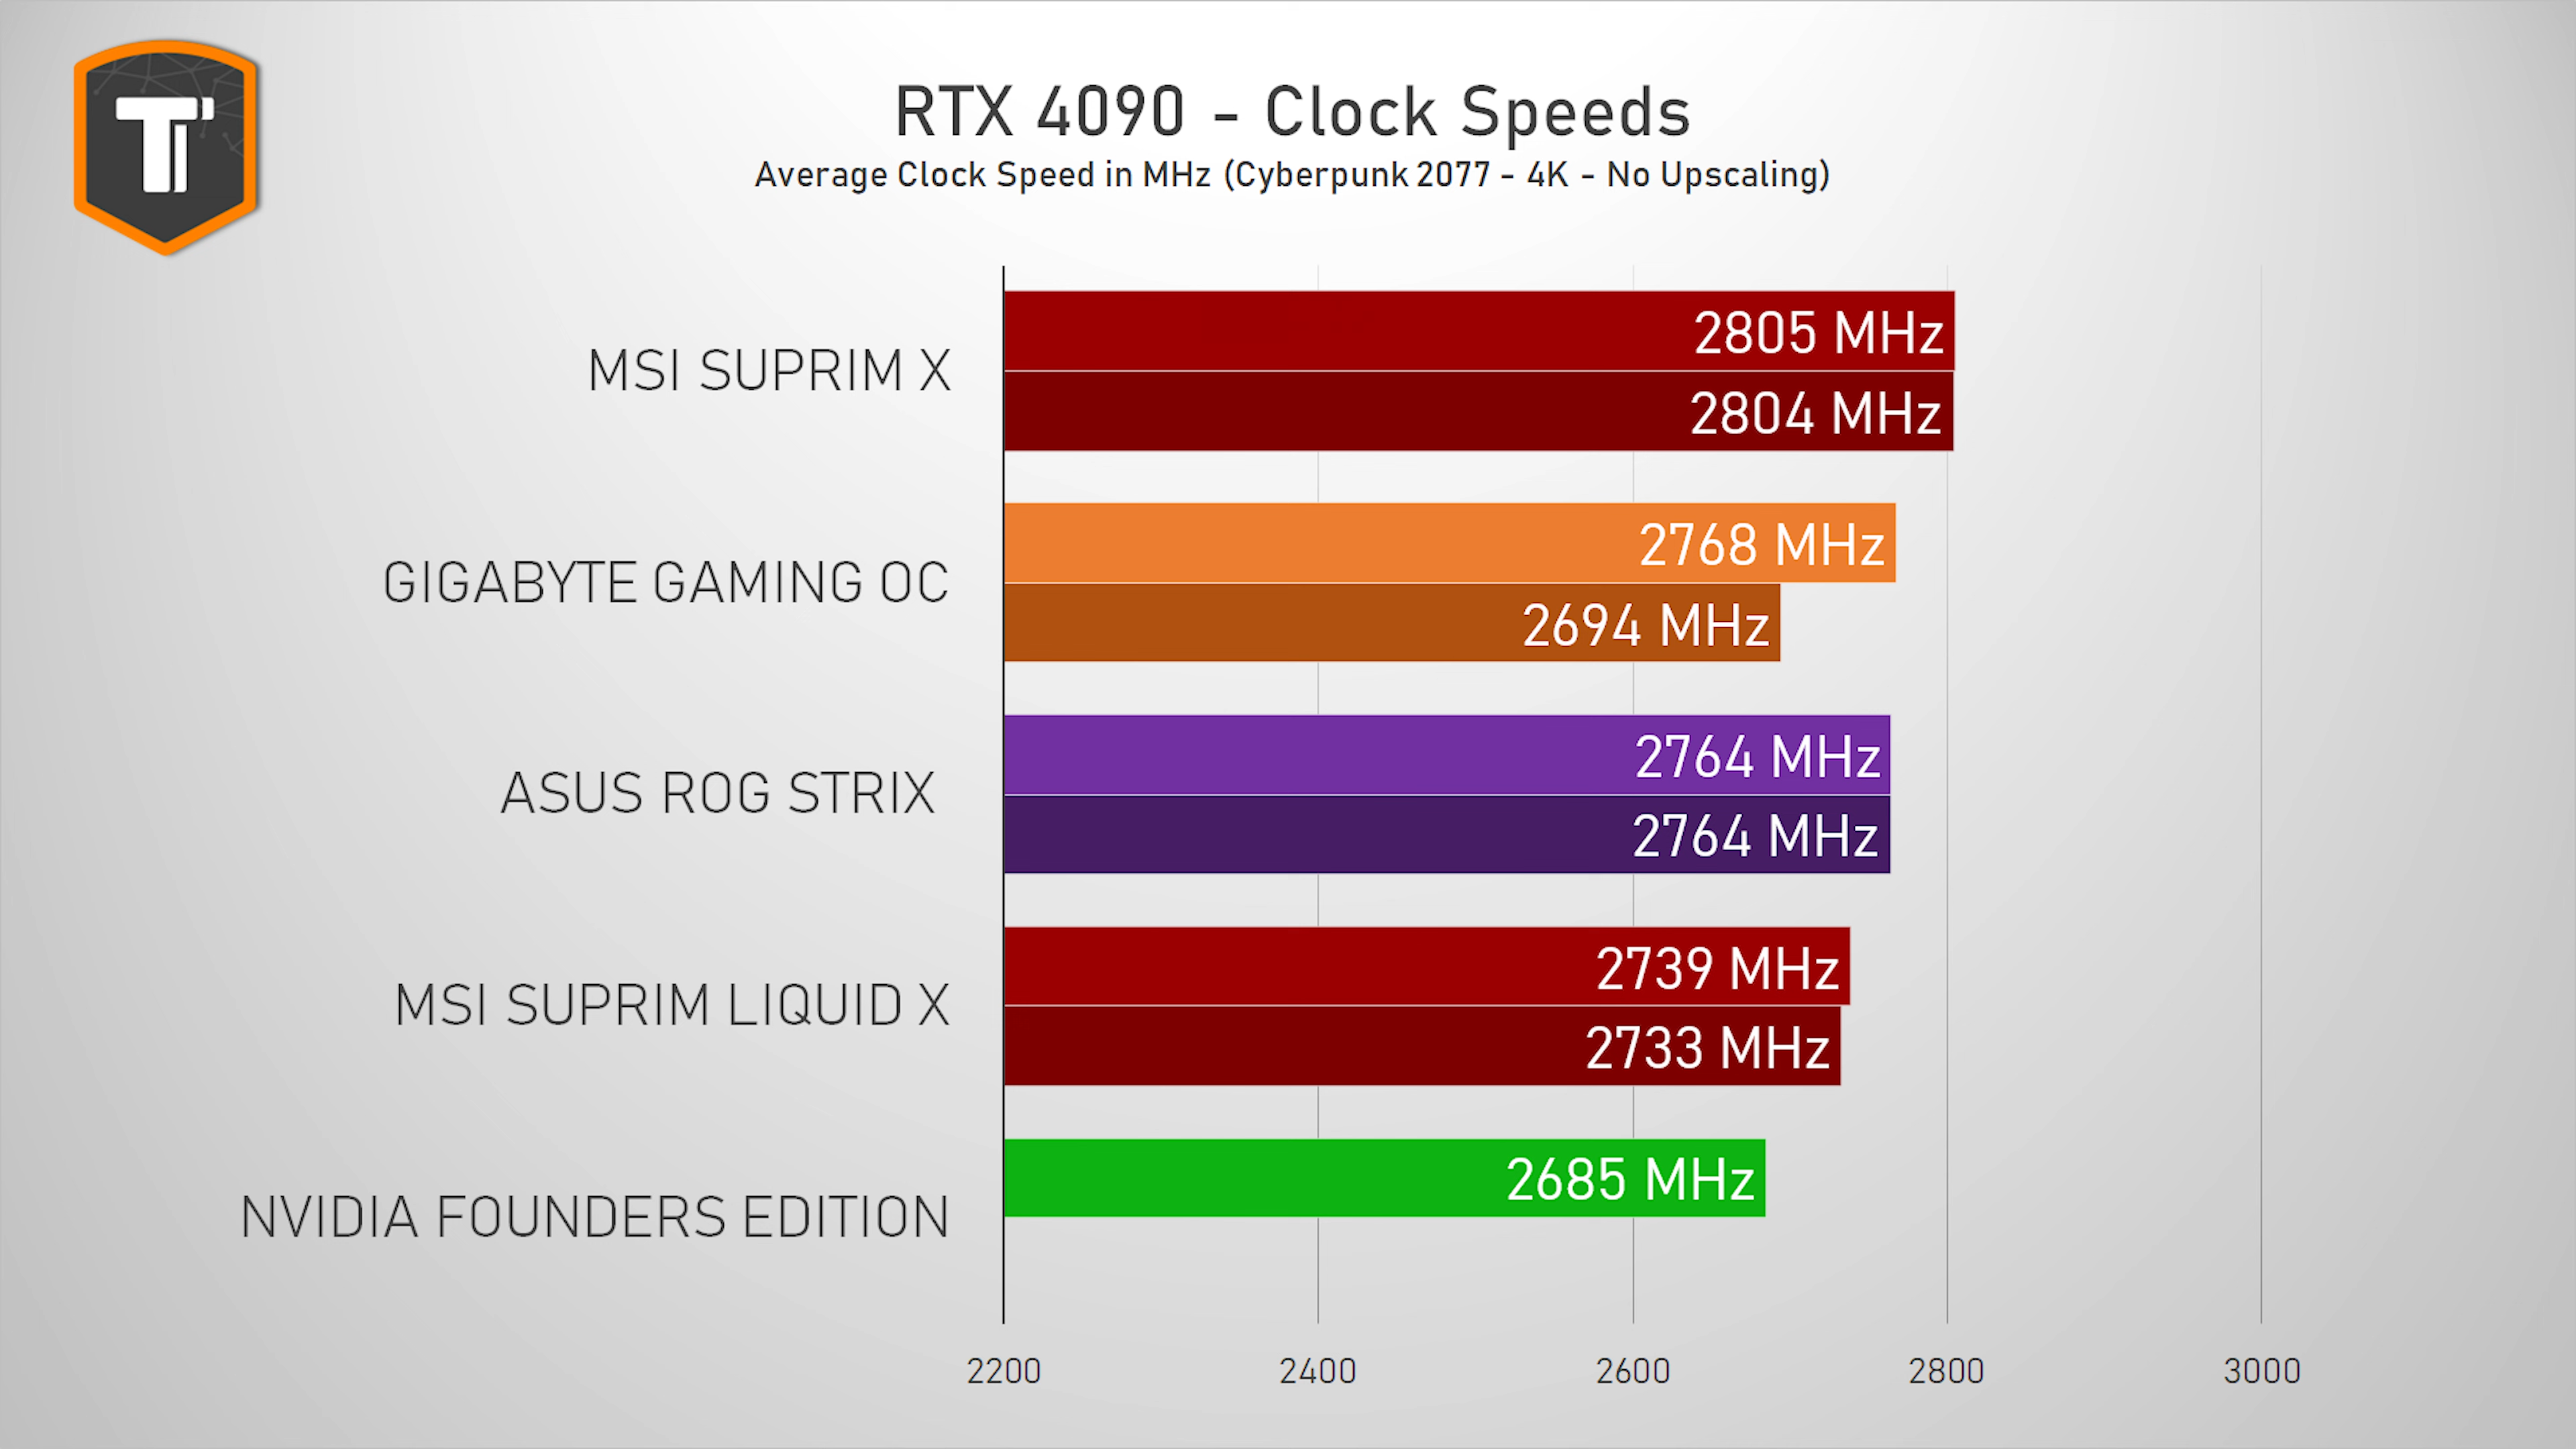 RTX 4090 - Clock Speeds
Average Clock Speed in MHz (Cyberpunk 2077 - 4K - No Upscaling)
MSI SUPRIM X
2805 MHz
2804 MHz
GIGABYTE GAMING OC
2768 MHz
2694 MHz
ASUS ROG STRIX
2764 MHz
2764 MHz
MSI SUPRIM LIQUID X
2739 MHz
2733 MHz
NVIDIA FOUNDERS EDITION
2685 MHz
2200 2400 2600 2800 3000